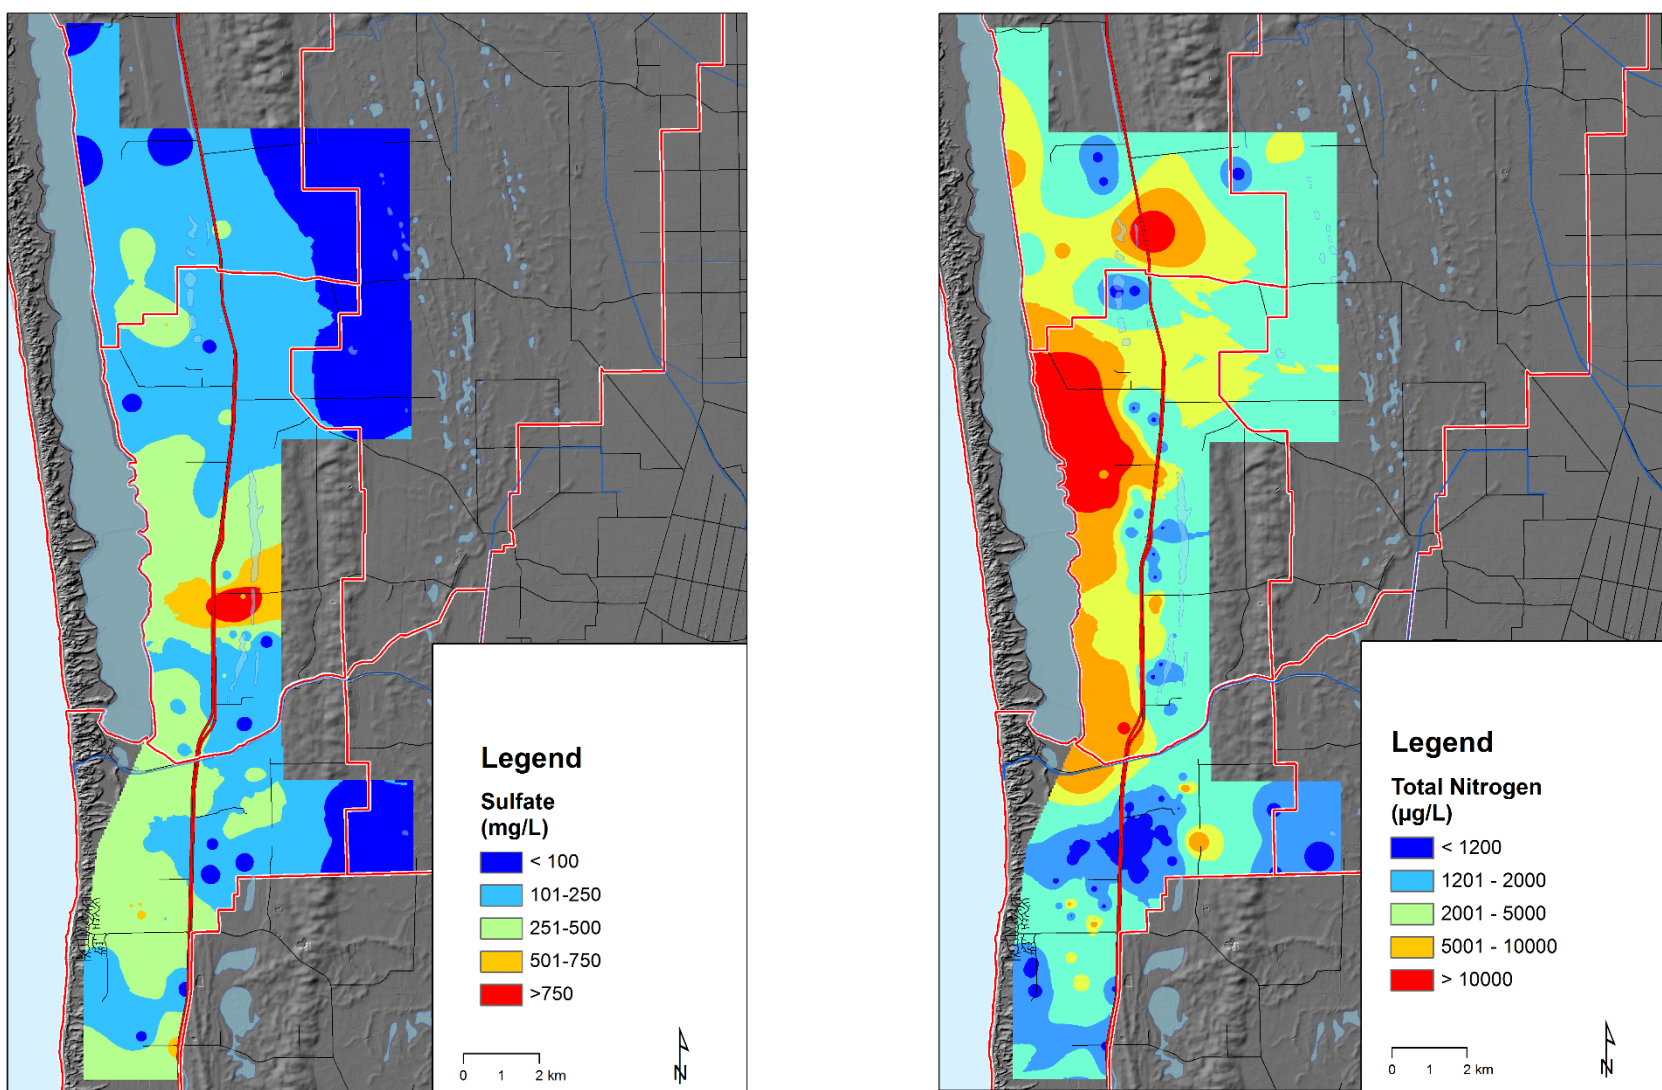 Legend
Sulfate
(mg/L)
< 100
101-250
251-500
501-750
>750
0 1 2 km
N
Legend
Total Nitrogen
(µg/L)
< 1200
1201 - 2000
2001 - 5000
5001 - 10000
> 10000
0 1 2 km
N